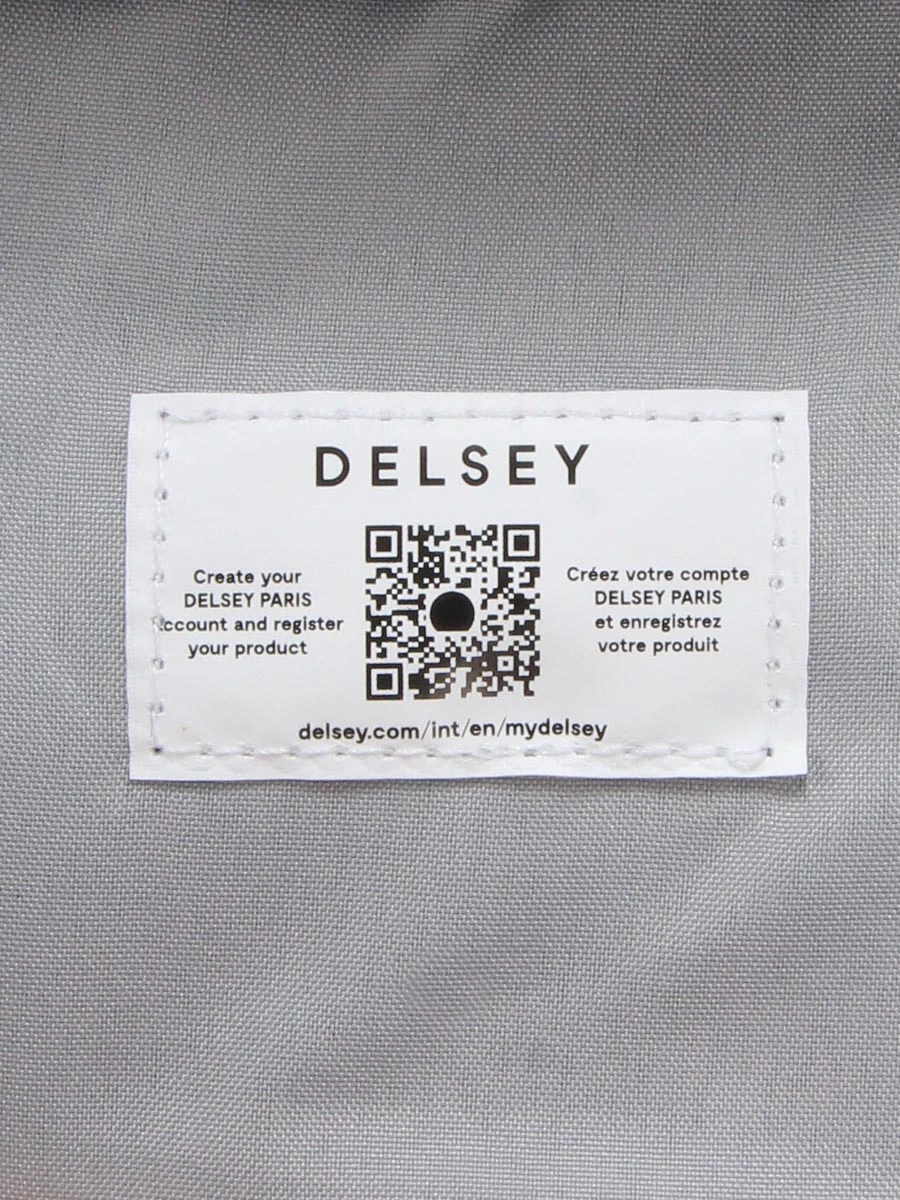 DELSEY
Create your
DELSEY PARIS
ccount and register
your product
Créez votre compte
DELSEY PARIS
et enregistrez
votre produit
delsey.com/int/en/mydelsey